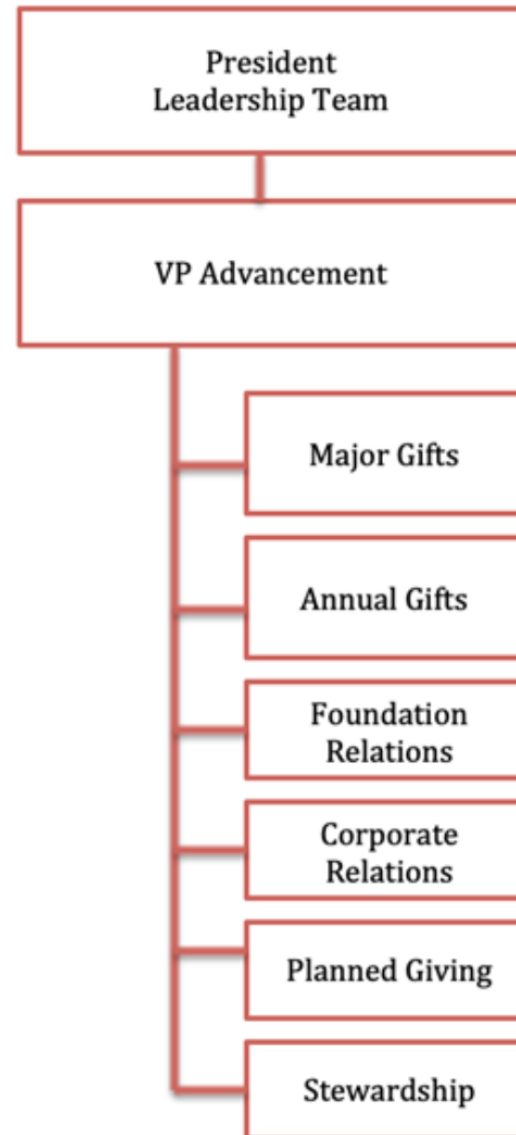 President
Leadership Team
VP Advancement
Major Gifts
Annual Gifts
Foundation
Relations
Corporate
Relations
Planned Giving
Stewardship